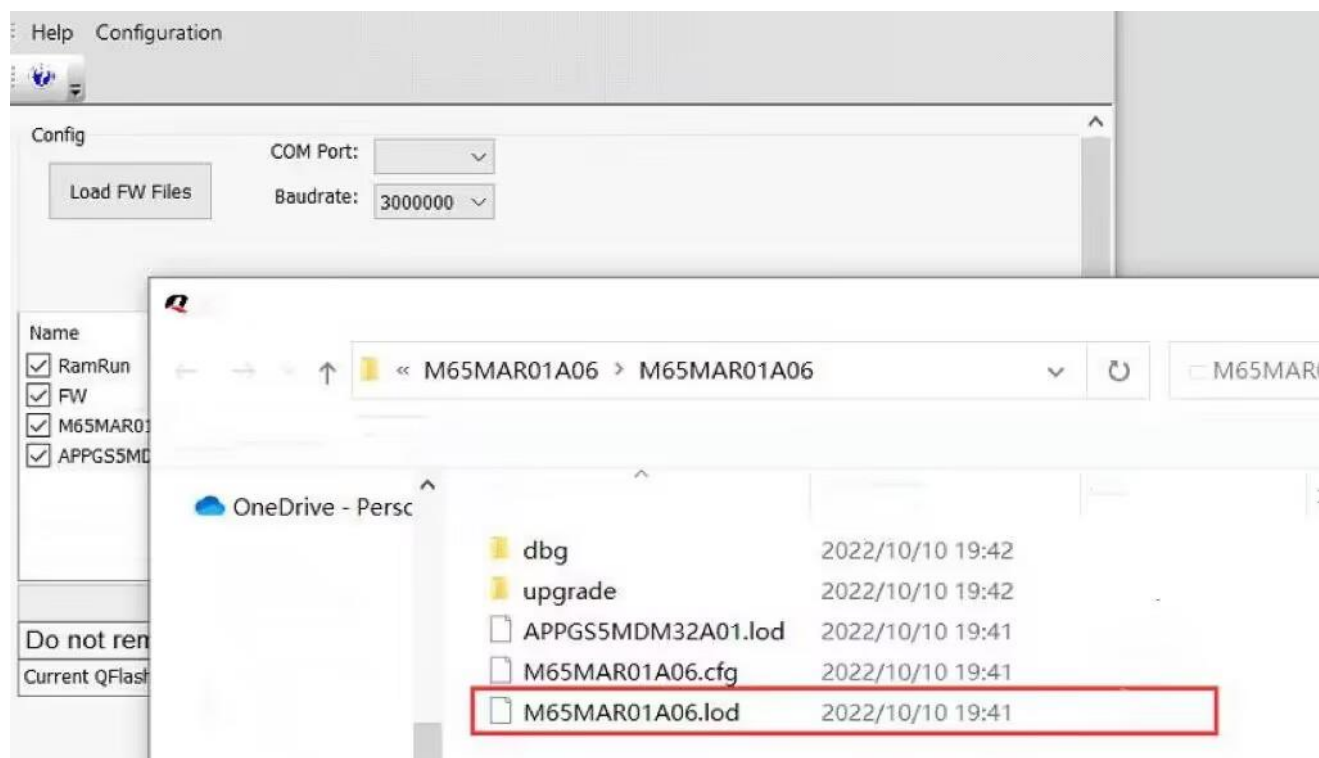 Help Configuration
Config
Load FW Files
COM Port:
Baudrate: 3000000
Name
RamRun
FW
M65MAR01
APPGS5MD
Do not ren
Current QFlash
« M65MAR01A06 > M65MAR01A06
M65MAR
OneDrive - Persc
dbg 2022/10/10 19:42
upgrade 2022/10/10 19:42
APPGS5MDM32A01.lod 2022/10/10 19:41
M65MAR01A06.cfg 2022/10/10 19:41
M65MAR01A06.lod 2022/10/10 19:41